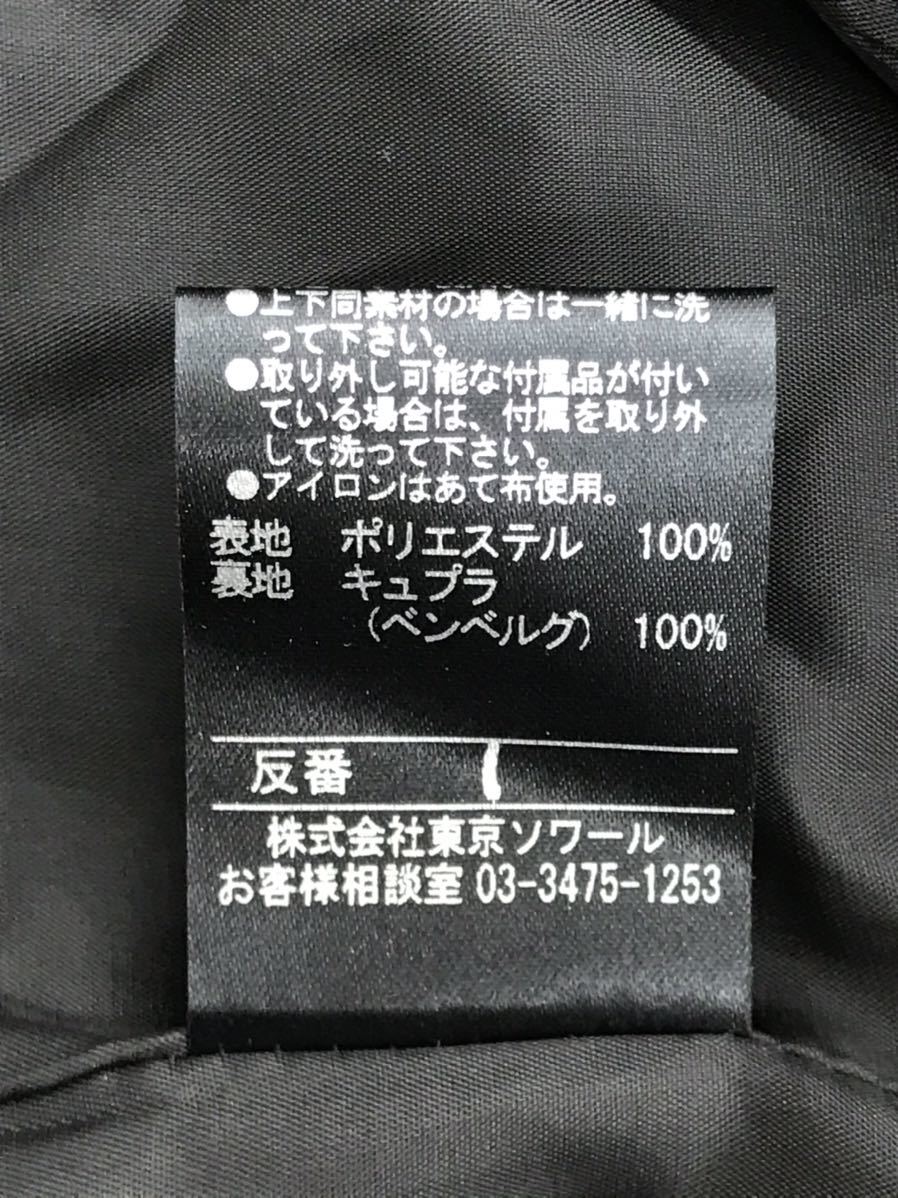 ●上下同素材の場合は一緒に洗
って下さい。
●取り外し可能な付属品が付い
ている場合は、付属を取り外
して洗って下さい。
●アイロンはあて布使用。
表地 ポリエステル 100%
裏地 キュプラ
(ベンベルグ) 100%
反番 1
株式会社東京ソワール
お客様相談室 03-3475-1253